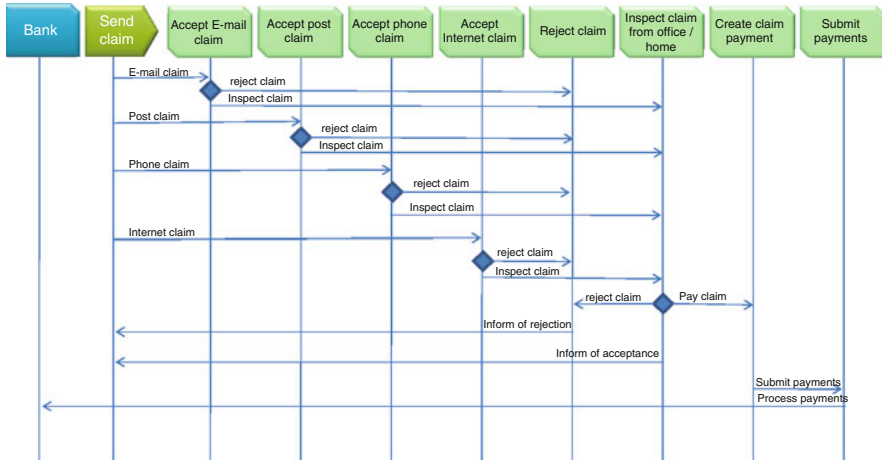 Bank
Send
claim
Accept E-mail
claim
Accept post
claim
Accept phone
claim
Accept
Internet claim
Reject claim
Inspect claim
from office /
home
Create claim
payment
Submit
payments
E-mail claim
reject claim
Inspect claim
Post claim
reject claim
Inspect claim
Phone claim
reject claim
Inspect claim
Internet claim
reject claim
Inspect claim
reject claim
Pay claim
Inform of rejection
Inform of acceptance
Submit payments
Process payments